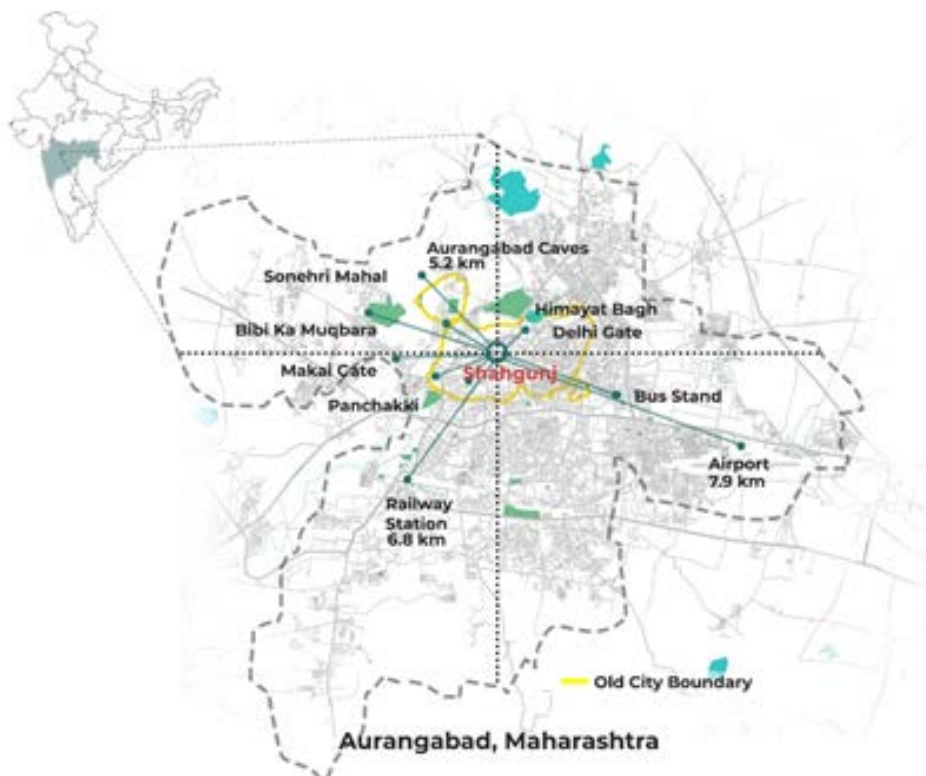 Aurangabad Caves
5.2 km
Sonehri Mahal
Himayat Bagh
Bibi Ka Muqbara
Delhi Gate
Makai Gate
Shahgunj
Panchakki
Bus Stand
Airport
7.9 km
Railway
Station
6.8 km
Old City Boundary
Aurangabad, Maharashtra